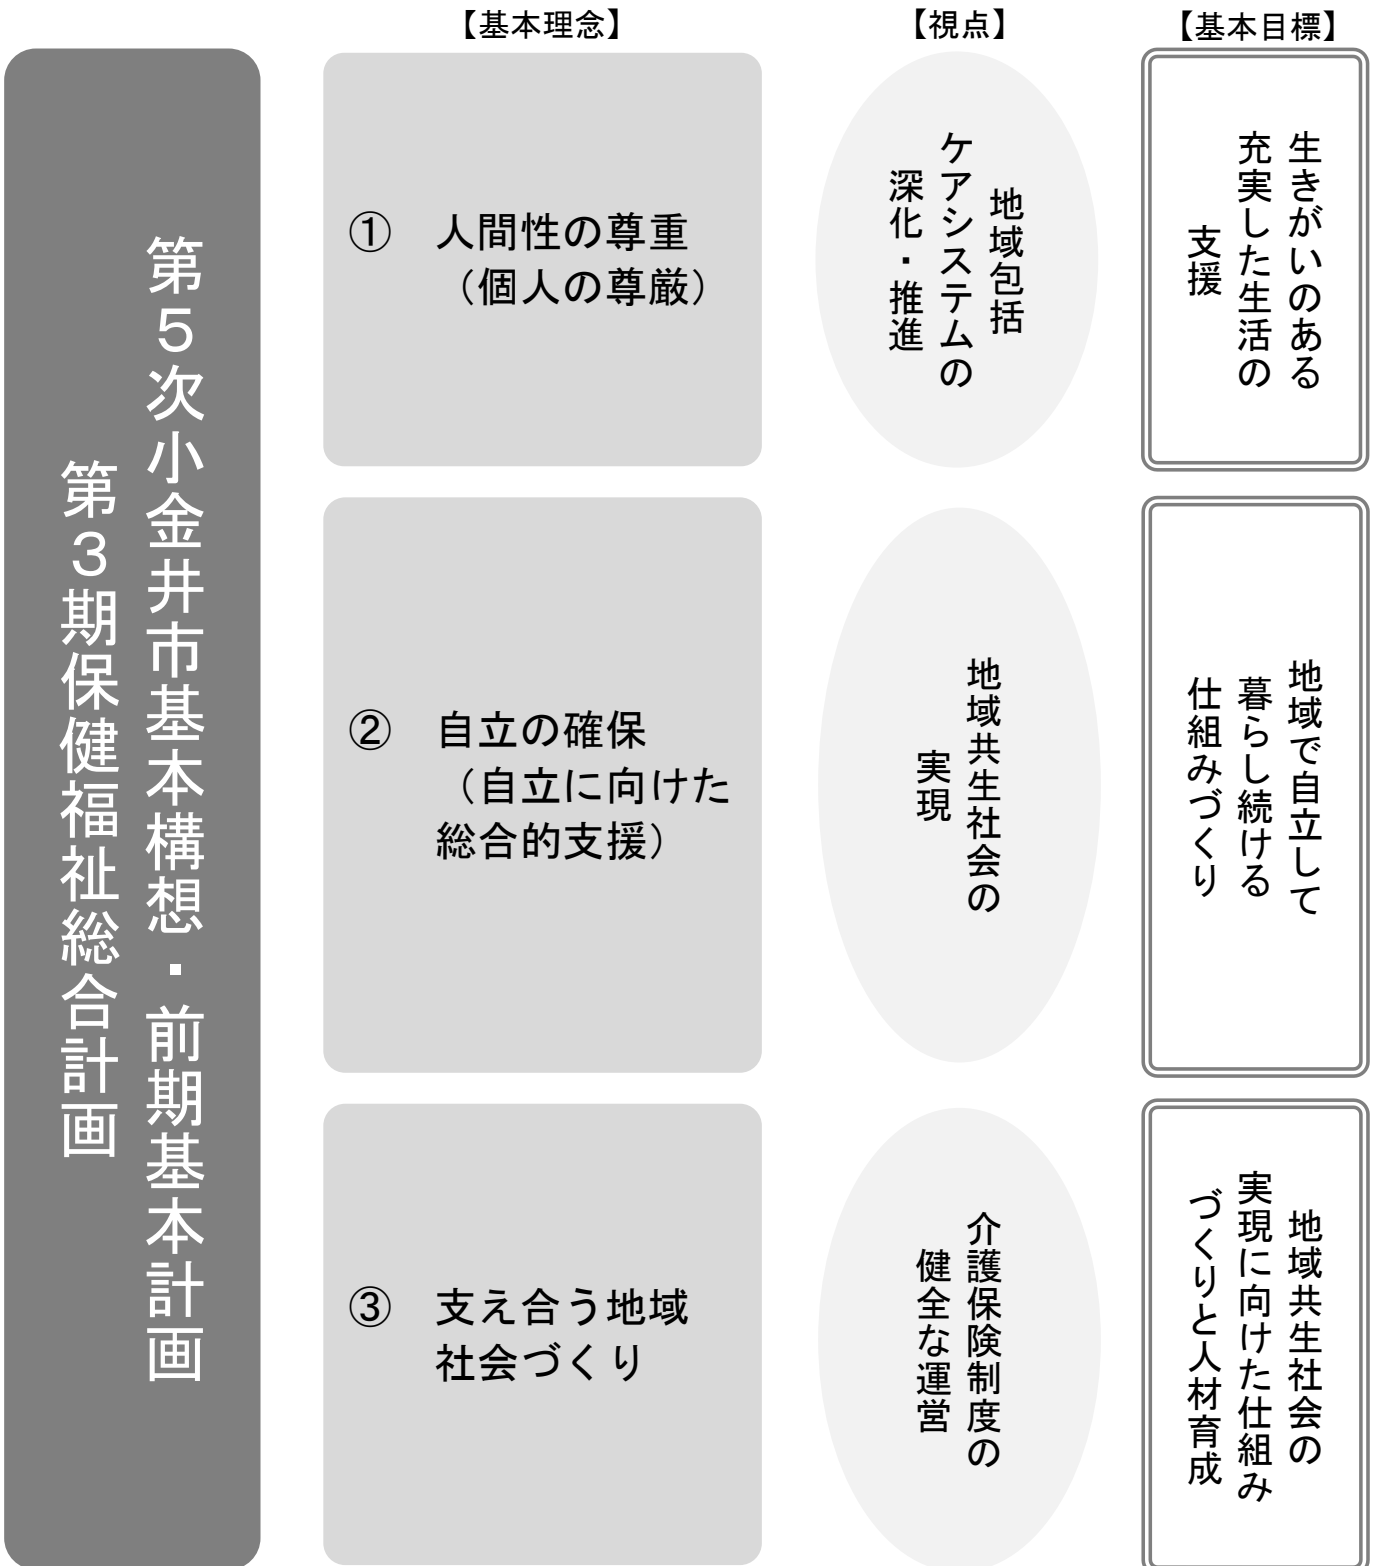 【基本理念】
【視点】
【基本目標】
第５次小金井市基本構想・前期基本計画
第３期保健福祉総合計画
①　人間性の尊重
（個人の尊厳）
地域包括
ケアシステムの
深化・推進
生きがいのある
充実した生活の
支援
②　自立の確保
（自立に向けた
総合的支援）
地域共生社会の
実現
地域で自立して
暮らし続ける
仕組みづくり
③　支え合う地域
社会づくり
介護保険制度の
健全な運営
地域共生社会の
実現に向けた仕組み
づくりと人材育成